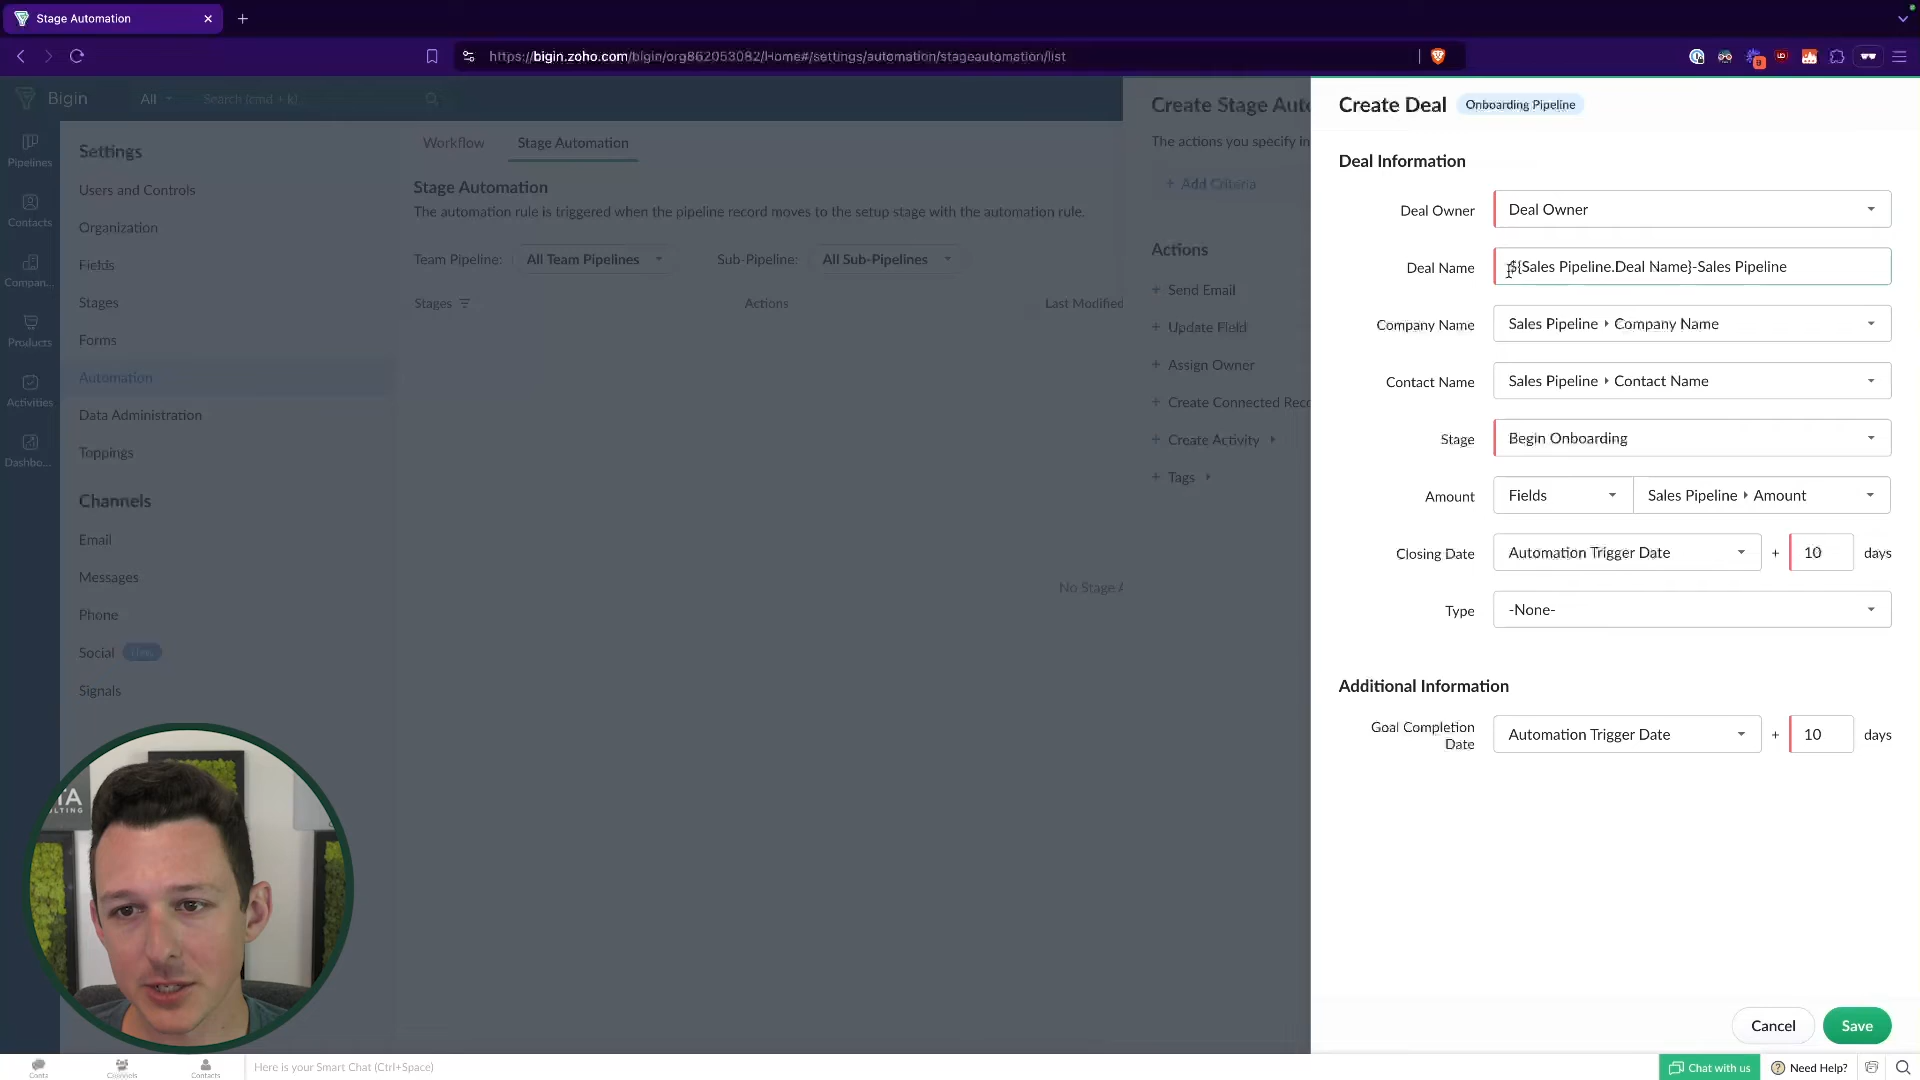 Stage Automation
https://bigin.zoho.com/bigin/org862053082/Home#/settings/automation/stageautomation/list
Bigin
All
Search (cmd + k)
Create Stage Auto
The actions you specify in
+ Add Criteria
Create Deal
Onboarding Pipeline
Pipelines
Contacts
Compan...
Products
Activities
Dashbo...
Settings
Users and Controls
Organization
Fields
Stages
Forms
Automation
Data Administration
Toppings
Channels
Email
Messages
Phone
Social
Signals
Workflow
Stage Automation
Stage Automation
The automation rule is triggered when the pipeline record moves to the setup stage with the automation rule.
Team Pipeline: All Team Pipelines
Sub-Pipeline: All Sub-Pipelines
Stages
Actions
Last Modified
No Stage A
Actions
+ Send Email
+ Update Field
+ Assign Owner
+ Create Connected Reco
+ Create Activity
+ Tags
Deal Information
Deal Owner
Deal Owner
Deal Name
${Sales Pipeline.Deal Name}-Sales Pipeline
Company Name
Sales Pipeline Company Name
Contact Name
Sales Pipeline Contact Name
Stage
Begin Onboarding
Amount
Fields
Sales Pipeline Amount
Closing Date
Automation Trigger Date + 10 days
Type
-None-
Additional Information
Goal Completion
Date
Automation Trigger Date + 10 days
Cancel
Save
TA
ULTING
Chats
Channels
Contacts
Here is your Smart Chat (Ctrl+Space)
Chat with us
Need Help?